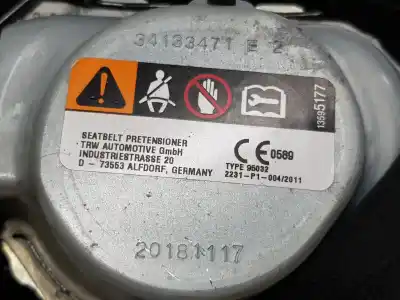 34133471 E 2
13595177
SEATBELT PRETENSIONER
TRW AUTOMOTIVE GmbH
INDUSTRIESTRASSE 20
D - 73553 ALFDORF, GERMANY
CE 0589
TYPE 95032
2231-P1-004/2011
20181117